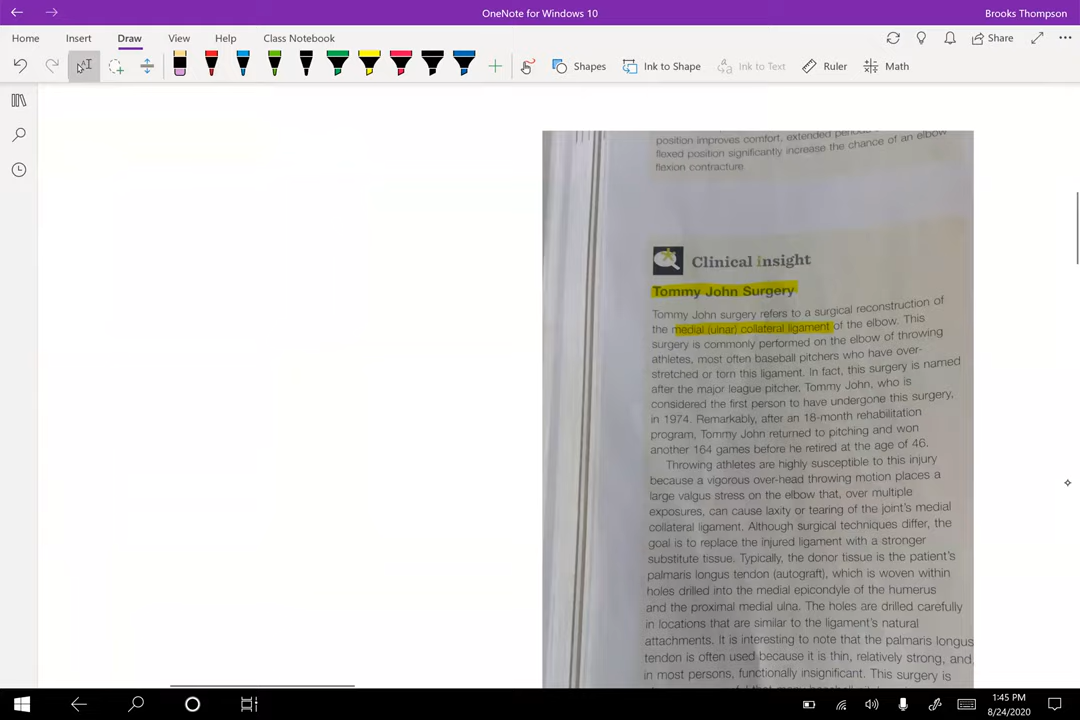 OneNote for Windows 10
Brooks Thompson
Home Insert Draw View Help Class Notebook
Share
Shapes Ink to Shape Ink to Text Ruler Math
position improves comfort, extended
flexed position significantly increase the chance of an elbow
flexion contracture.
Clinical insight
Tommy John Surgery
Tommy John surgery refers to a surgical reconstruction of
the medial (ulnar) collateral ligament of the elbow. This
surgery is commonly performed on the elbow of throwing
athletes, most often baseball pitchers who have over-
stretched or torn this ligament. In fact, this surgery is named
after the major league pitcher, Tommy John, who is
considered the first person to have undergone this surgery,
in 1974. Remarkably, after an 18-month rehabilitation
program, Tommy John returned to pitching and won
another 164 games before he retired at the age of 46.
Throwing athletes are highly susceptible to this injury
because a vigorous over-head throwing motion places a
large valgus stress on the elbow that, over multiple
exposures, can cause laxity or tearing of the joint's medial
collateral ligament. Although surgical techniques differ, the
goal is to replace the injured ligament with a stronger
substitute tissue. Typically, the donor tissue is the patient's
palmaris longus tendon (autograft), which is woven within
holes drilled into the medial epicondyle of the humerus
and the proximal medial ulna. The holes are drilled carefully
in locations that are similar to the ligament's natural
attachments. It is interesting to note that the palmaris longus
tendon is often used because it is thin, relatively strong, and,
in most persons, functionally insignificant. This surgery is
1:45 PM
8/24/2020